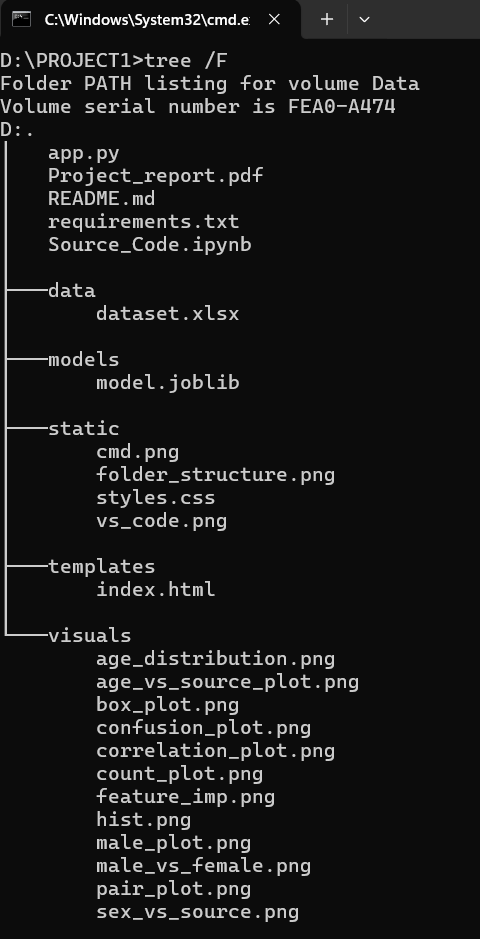 C:\Windows\System32\cmd.e
D:\PROJECT1>tree /F
Folder PATH listing for volume Data
Volume serial number is FEA0-A474
D:.
app.py
Project_report.pdf
README.md
requirements.txt
Source_Code.ipynb
data
dataset.xlsx
models
model.joblib
static
cmd.png
folder_structure.png
styles.css
vs_code.png
templates
index.html
visuals
age_distribution.png
age_vs_source_plot.png
box_plot.png
confusion_plot.png
correlation_plot.png
count_plot.png
feature_imp.png
hist.png
male_plot.png
male_vs_female.png
pair_plot.png
sex_vs_source.png